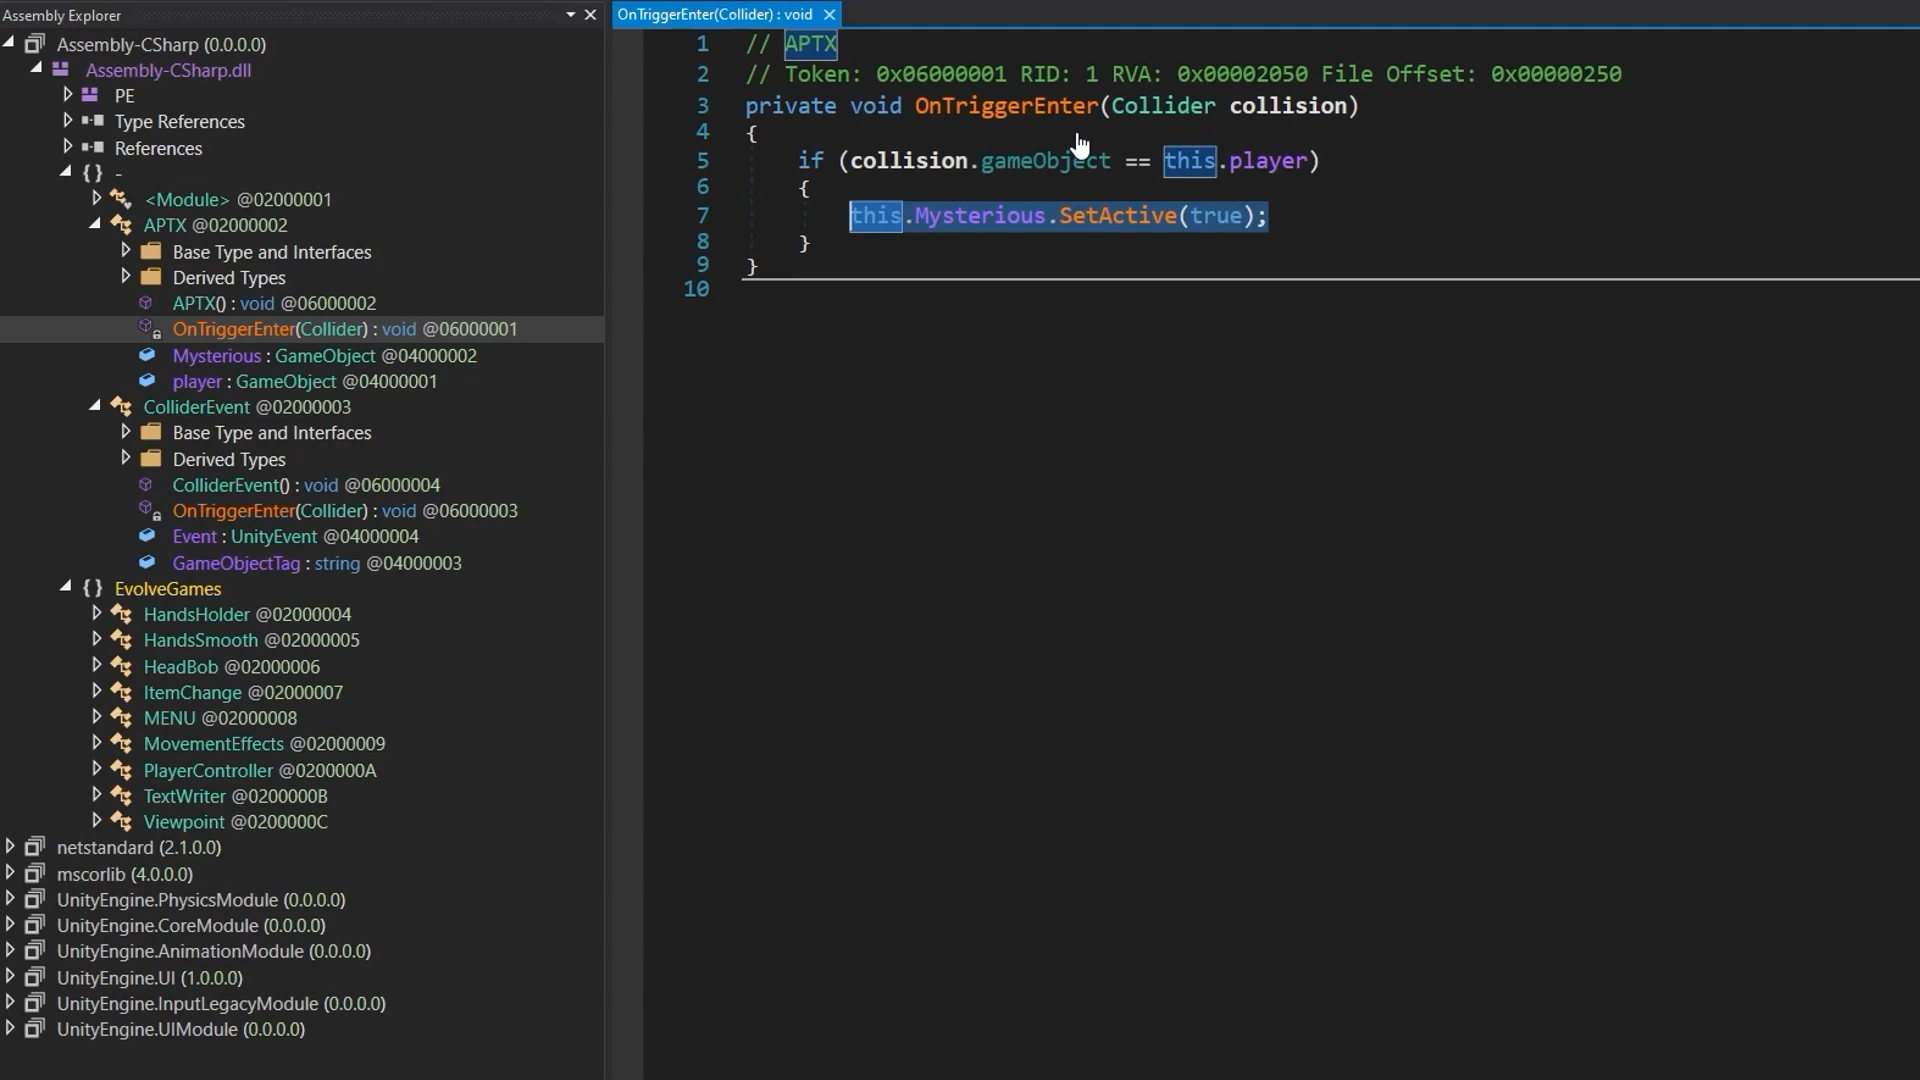 Assembly Explorer
Assembly-CSharp (0.0.0.0)
Assembly-CSharp.dll
PE
Type References
References
{ } -
<Module> @02000001
APTX @02000002
Base Type and Interfaces
Derived Types
APTX() : void @06000002
OnTriggerEnter(Collider) : void @06000001
Mysterious : GameObject @04000002
player : GameObject @04000001
ColliderEvent @02000003
Base Type and Interfaces
Derived Types
ColliderEvent() : void @06000004
OnTriggerEnter(Collider) : void @06000003
Event : UnityEvent @04000004
GameObjectTag : string @04000003
{ } EvolveGames
HandsHolder @02000004
HandsSmooth @02000005
HeadBob @02000006
ItemChange @02000007
MENU @02000008
MovementEffects @02000009
PlayerController @0200000A
TextWriter @0200000B
Viewpoint @0200000C
netstandard (2.1.0.0)
mscorlib (4.0.0.0)
UnityEngine.PhysicsModule (0.0.0.0)
UnityEngine.CoreModule (0.0.0.0)
UnityEngine.AnimationModule (0.0.0.0)
UnityEngine.UI (1.0.0.0)
UnityEngine.InputLegacyModule (0.0.0.0)
UnityEngine.UIModule (0.0.0.0)
OnTriggerEnter(Collider) : void
1 // APTX
2 // Token: 0x06000001 RID: 1 RVA: 0x00002050 File Offset: 0x00000250
3 private void OnTriggerEnter(Collider collision)
4 {
5 if (collision.gameObject == this.player)
6 {
7 this.Mysterious.SetActive(true);
8 }
9 }
10